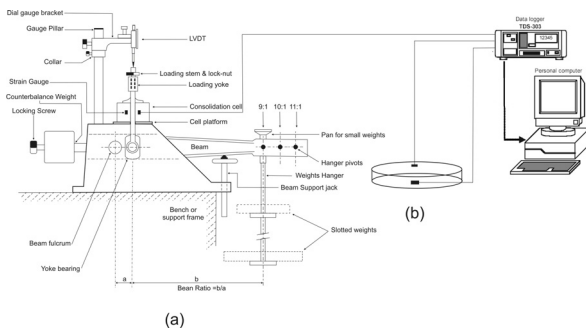 Dial gauge bracket
Gauge Pillar
Collar
Strain Gauge
Counterbalance Weight
Locking Screw
LVDT
Loading stem & lock-nut
Loading yoke
Consolidation cell
Cell platform
9:1 10:1 11:1
Pan for small weights
Beam
Hanger pivots
Weights Hanger
Beam Support jack
Bench or
support frame
Slotted weights
Beam fulcrum
Yoke bearing
a b
Bean Ratio =b/a
(a)
Data logger
TDS-303
12345
Personal computer
(b)